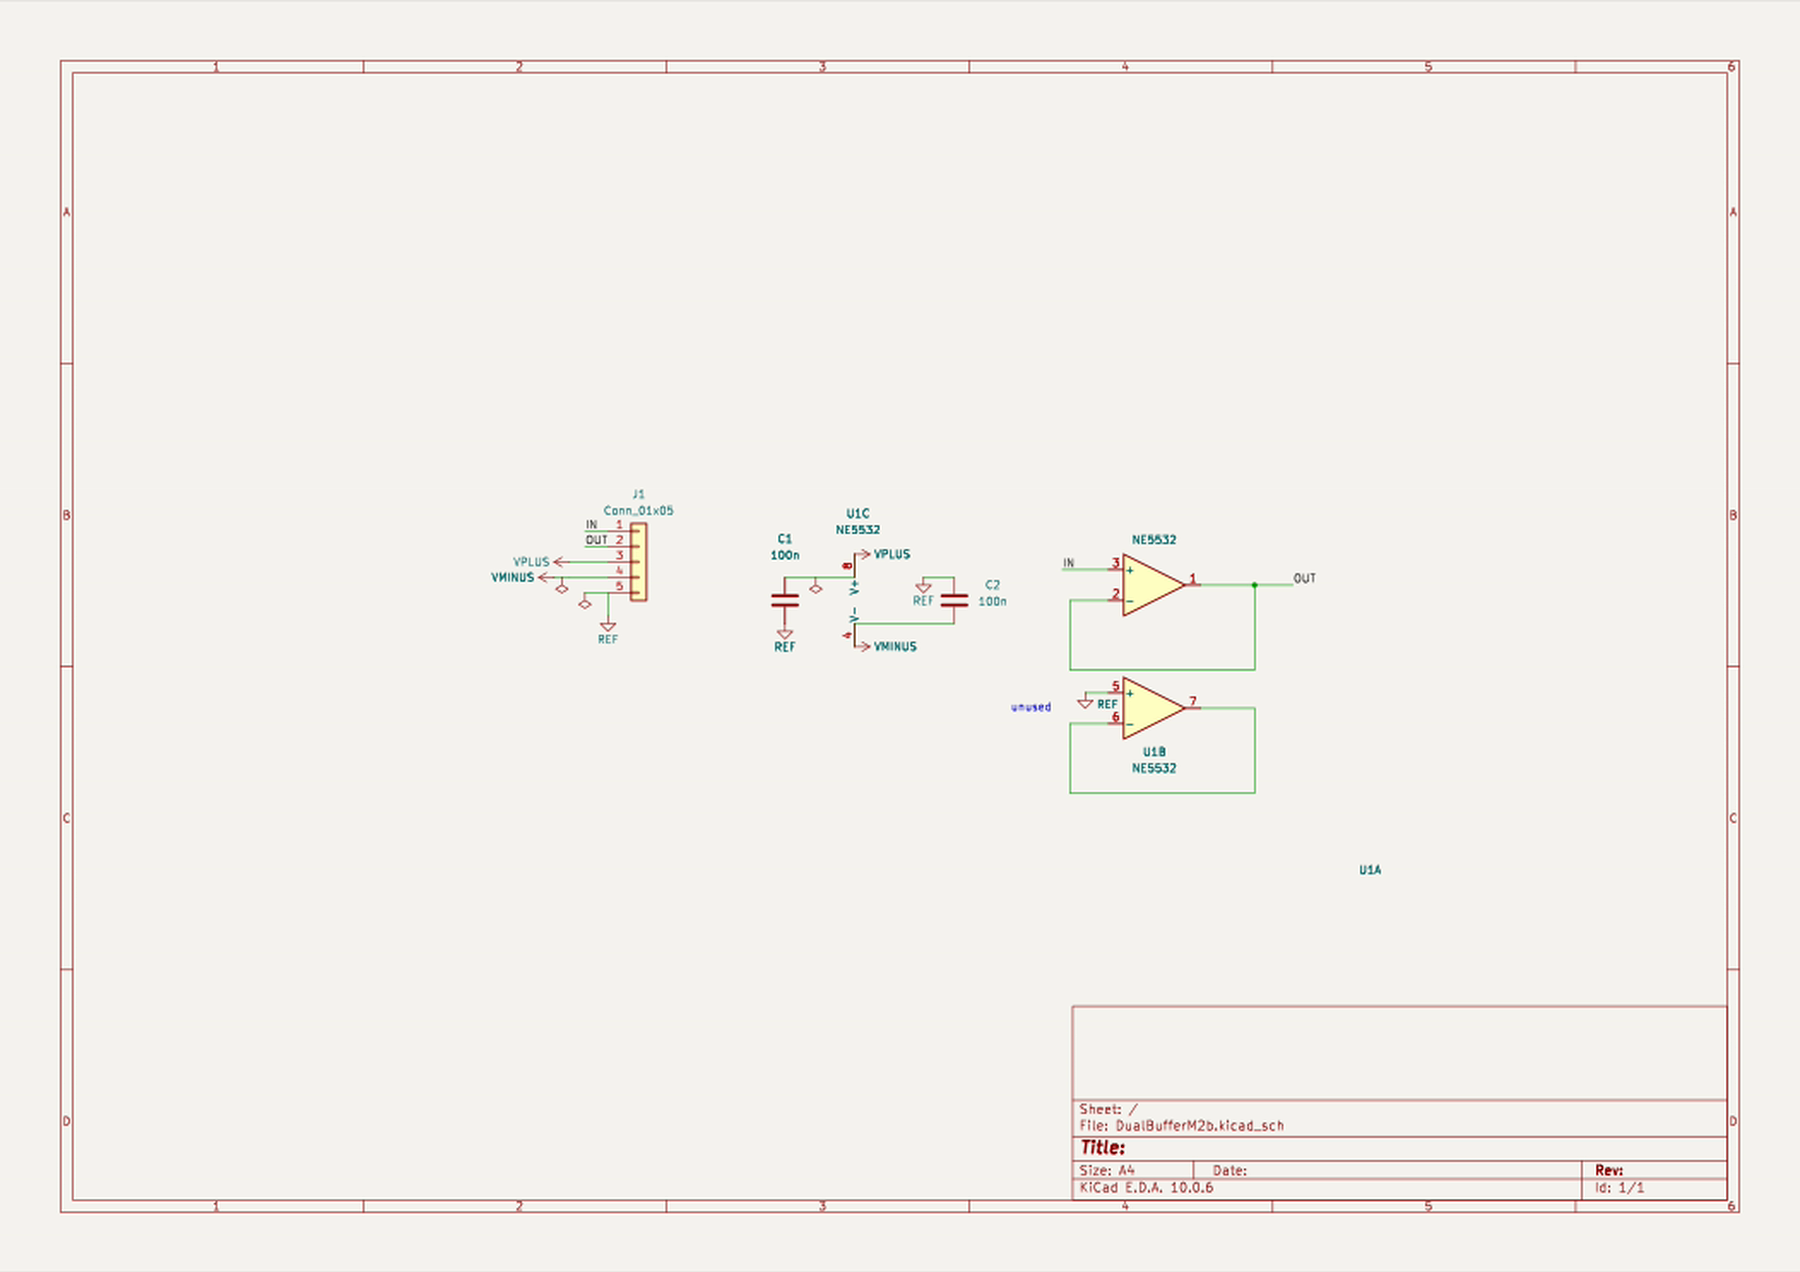 1 2 3 4 5 6
A A
J1
Conn_01x05
B B
IN 1
OUT 2
VPLUS 3
VMINUS 4
5
REF
U1C
NE5532
C1
100n
8 VPLUS
V+
V-
4 VMINUS
REF
REF
C2
100n
NE5532
IN 3
+
2
-
1 OUT
unused
5
+
REF
6
-
7
U1B
NE5532
C C
U1A
D D
Sheet: /
File: DualBufferM2b.kicad_sch
Title:
Size: A4 Date: Rev:
KiCad E.D.A. 10.0.6 Id: 1/1
1 2 3 4 5 6